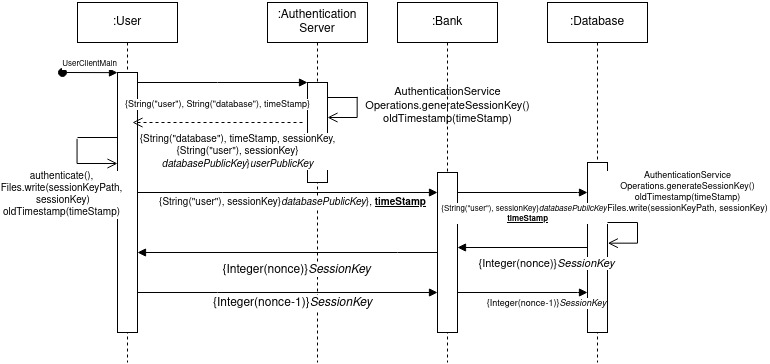 :User
:Authentication
Server
:Bank
:Database
UserClientMain
{String("user"), String("database"), timeStamp}
AuthenticationService
Operations.generateSessionKey()
oldTimestamp(timeStamp)
{String("database"), timeStamp, sessionKey,
{String("user"), sessionKey}
databasePublicKey}userPublicKey
authenticate(),
Files.write(sessionKeyPath,
sessionKey)
oldTimestamp(timeStamp)
{String("user"), sessionKey}databasePublicKey}, timeStamp
{String("user"), sessionKey}databasePublicKey
timeStamp
AuthenticationService
Operations.generateSessionKey()
oldTimestamp(timeStamp)
Files.write(sessionKeyPath, sessionKey)
{Integer(nonce)}SessionKey
{Integer(nonce)}SessionKey
{Integer(nonce-1)}SessionKey
{Integer(nonce-1)}SessionKey